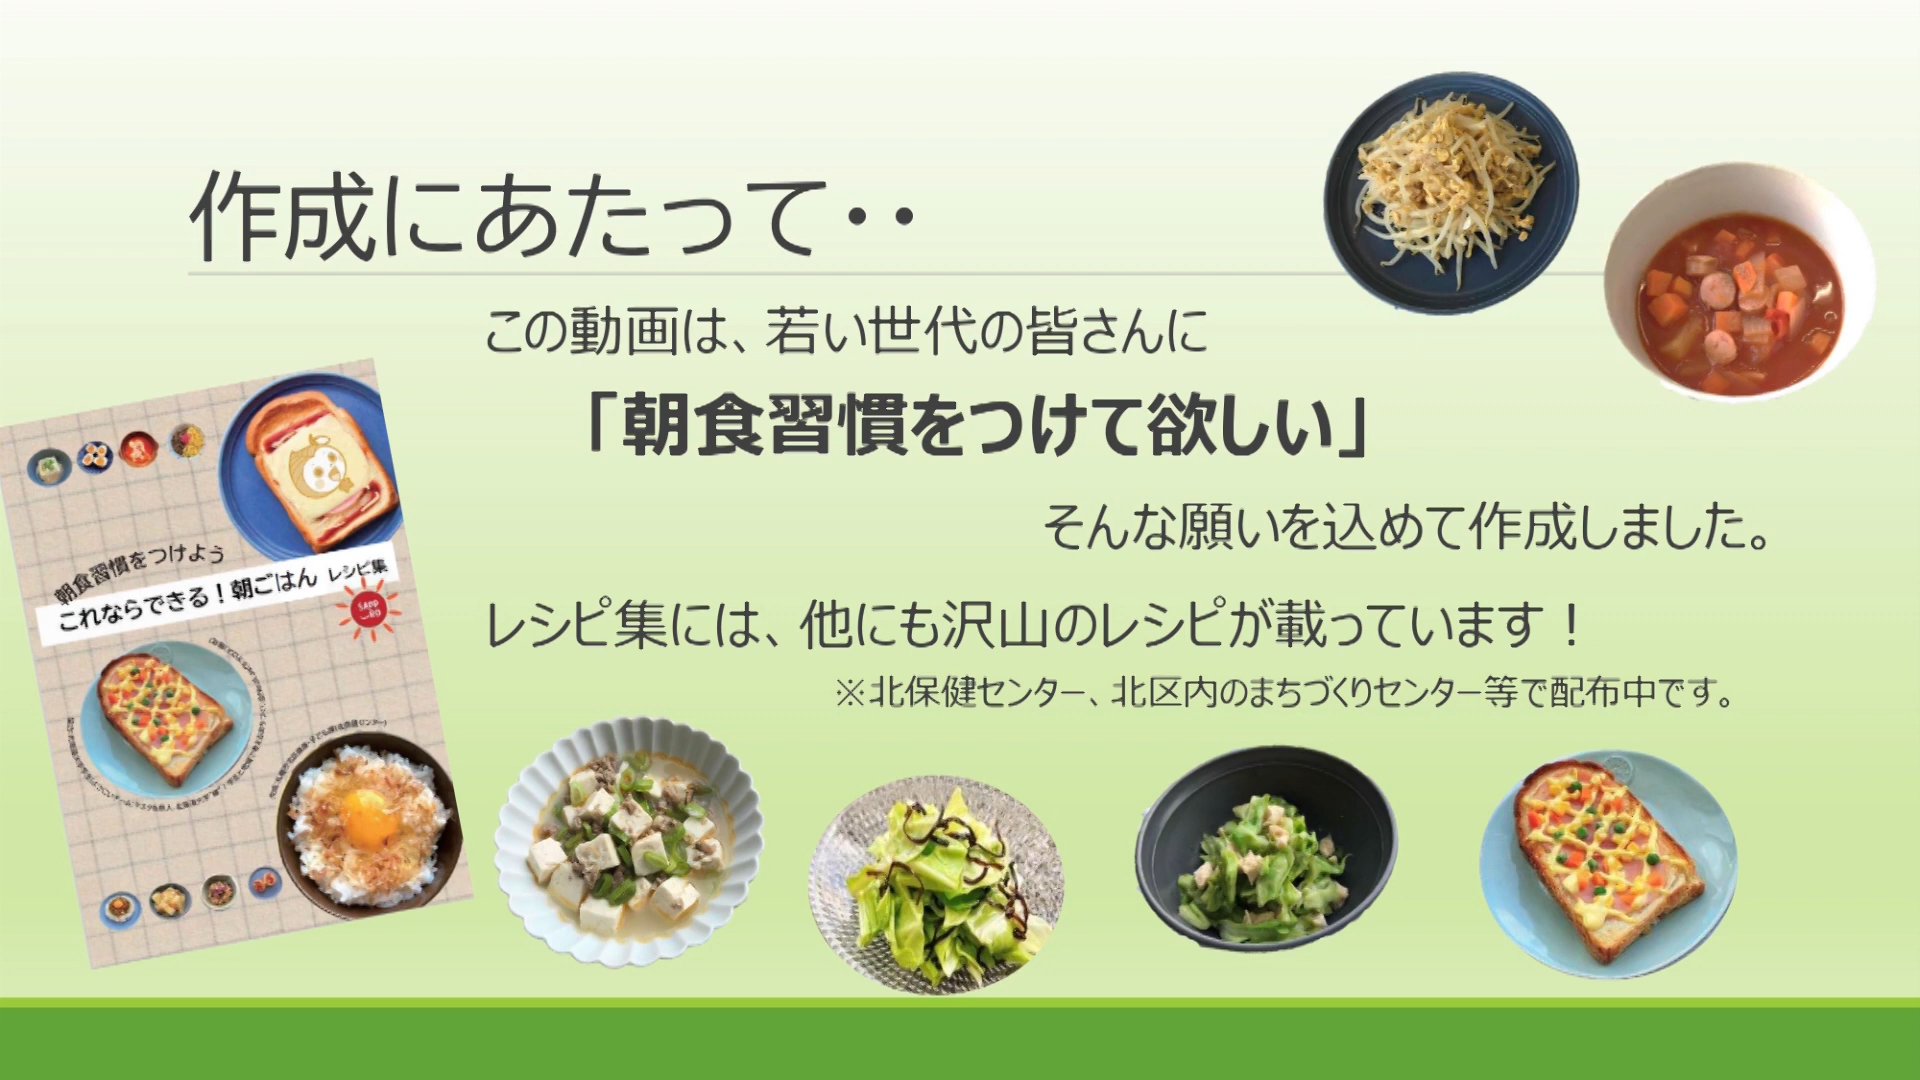 作成にあたって・・
この動画は、若い世代の皆さんに
「朝食習慣をつけて欲しい」
そんな願いを込めて作成しました。
レシピ集には、他にも沢山のレシピが載っています！
※北保健センター、北区内のまちづくりセンター等で配布中です。
朝食習慣をつけよう
これならできる！朝ごはん レシピ集